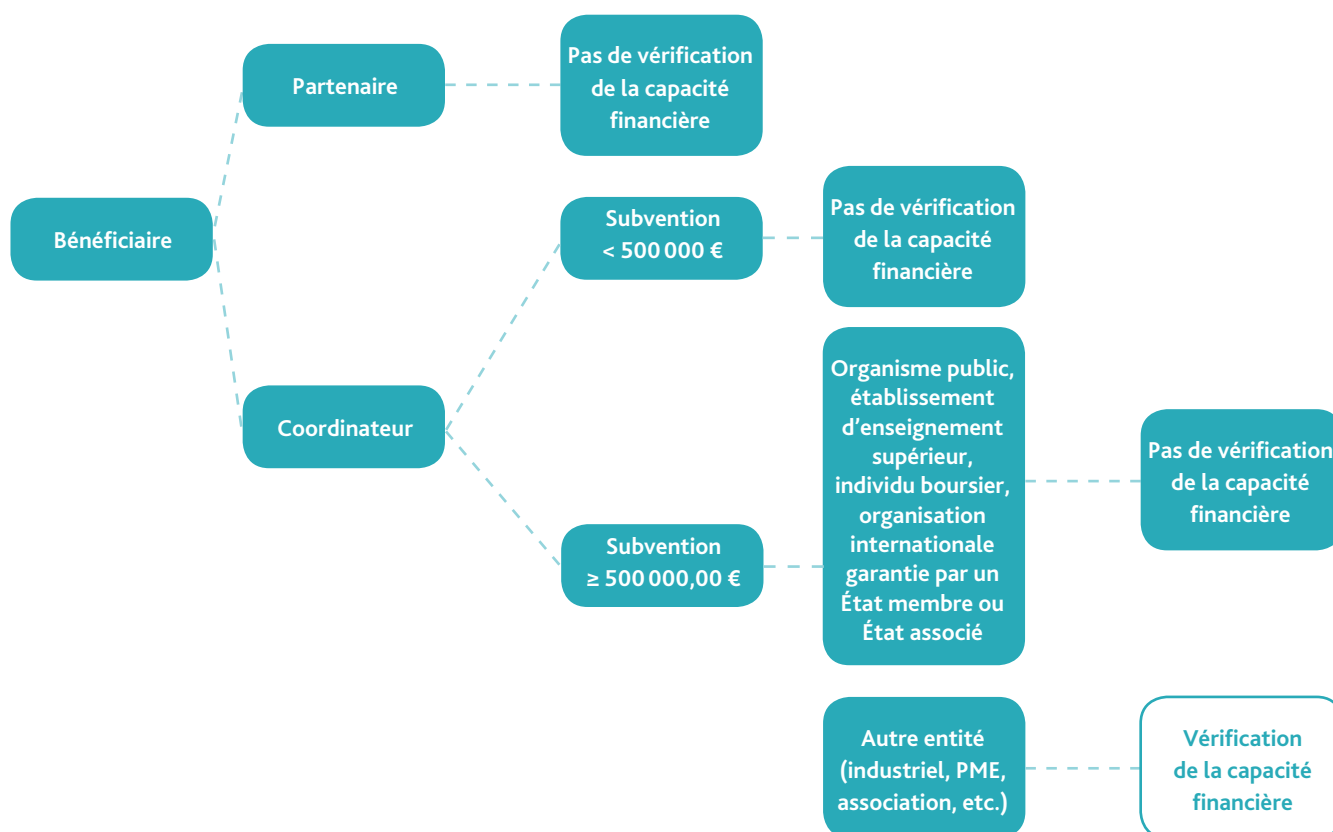 Bénéficiaire
Partenaire
Pas de vérification
de la capacité
financière
Coordinateur
Subvention
< 500 000 €
Pas de vérification
de la capacité
financière
Subvention
≥ 500 000,00 €
Organisme public,
établissement
d’enseignement
supérieur,
individu boursier,
organisation
internationale
garantie par un
État membre ou
État associé
Pas de vérification
de la capacité
financière
Autre entité
(industriel, PME,
association, etc.)
Vérification
de la capacité
financière